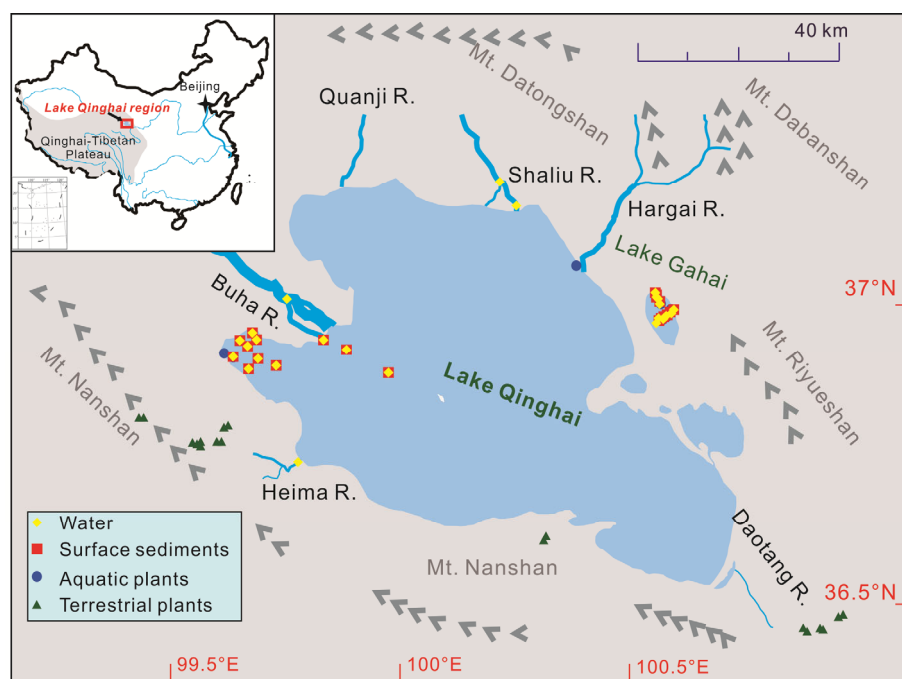 40 km
Beijing
Lake Qinghai region
Qinghai-Tibetan
Plateau
Mt. Datongshan
Mt. Dabanshan
Quanji R.
Shaliu R.
Hargai R.
Lake Gahai
37°N
Buha R.
Mt. Riyueshan
Mt. Nanshan
Lake Qinghai
Heima R.
Water
Surface sediments
Aquatic plants
Terrestrial plants
Mt. Nanshan
Daotang R.
36.5°N
99.5°E
100°E
100.5°E